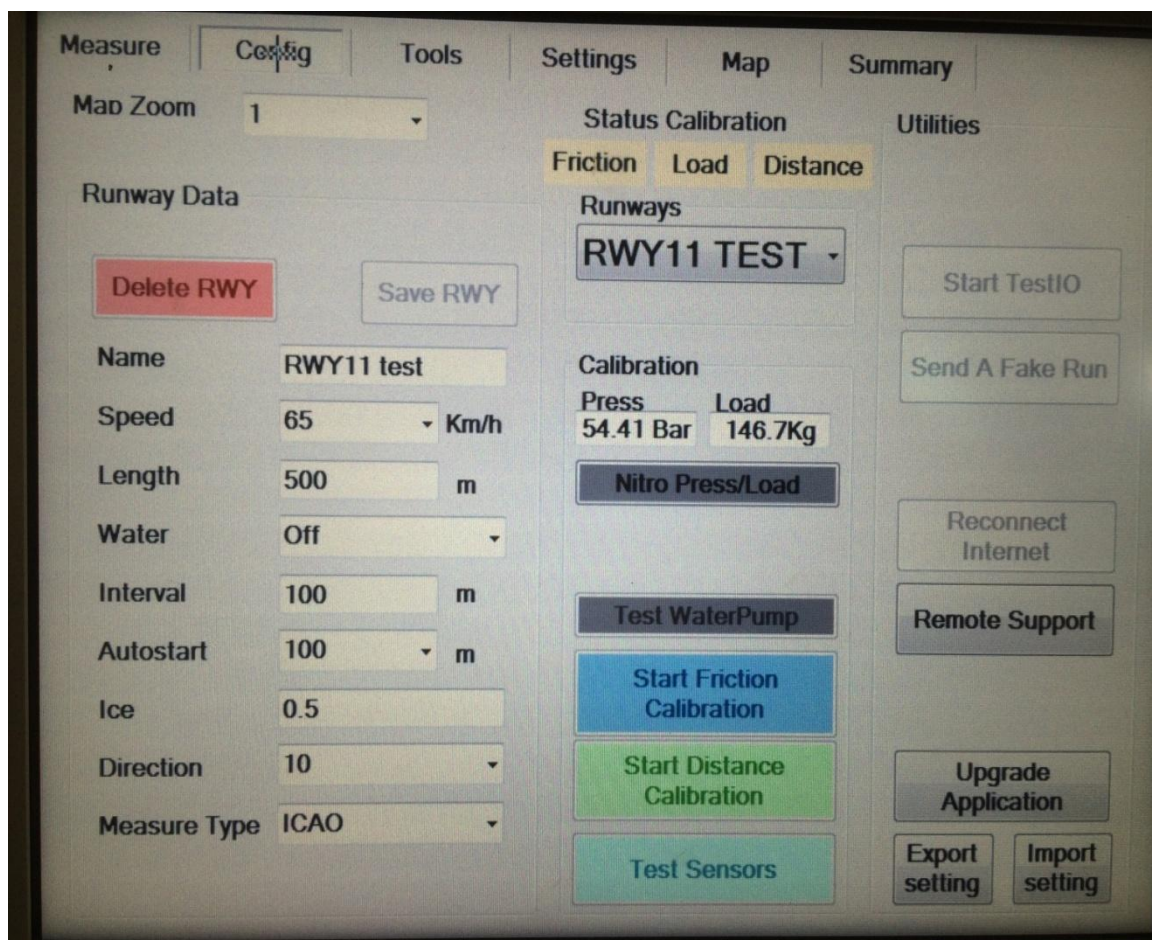 Measure Config Tools Settings Map Summary
Map Zoom 1
Status Calibration
Friction Load Distance
Runway Data
Delete RWY Save RWY
Name RWY11 test
Speed 65 Km/h
Length 500 m
Water Off
Interval 100 m
Autostart 100 m
Ice 0.5
Direction 10
Measure Type ICAO
Runways
RWY11 TEST
Calibration
Press Load
54.41 Bar 146.7Kg
Nitro Press/Load
Test WaterPump
Start Friction
Calibration
Start Distance
Calibration
Test Sensors
Utilities
Start TestIO
Send A Fake Run
Reconnect
Internet
Remote Support
Upgrade
Application
Export
setting
Import
setting